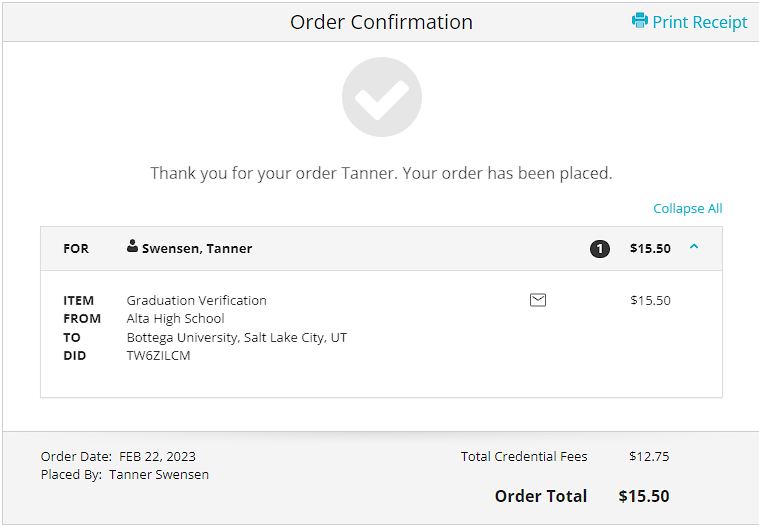 Order Confirmation
Print Receipt
Thank you for your order Tanner. Your order has been placed.
Collapse All
FOR Swensen, Tanner 1 $15.50
ITEM Graduation Verification $15.50
FROM Alta High School
TO Bottega University, Salt Lake City, UT
DID TW6ZILCM
Order Date: FEB 22, 2023 Total Credential Fees $12.75
Placed By: Tanner Swensen
Order Total $15.50